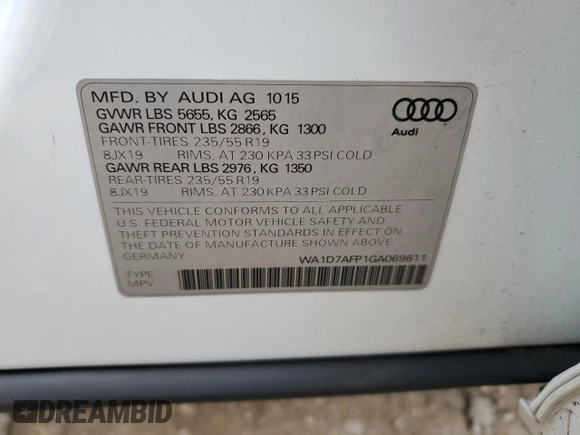 MFD. BY AUDI AG 10 15
GVWR LBS 5655, KG 2565
GAWR FRONT LBS 2866, KG 1300
FRONT-TIRES 235/55 R19
8JX19 RIMS, AT 230 KPA 33 PSI COLD
GAWR REAR LBS 2976, KG 1350
REAR-TIRES 235/55 R19
8JX19 RIMS, AT 230 KPA 33 PSI COLD
Audi
THIS VEHICLE CONFORMS TO ALL APPLICABLE
U.S. FEDERAL MOTOR VEHICLE SAFETY AND
THEFT PREVENTION STANDARDS IN EFFECT ON
THE DATE OF MANUFACTURE SHOWN ABOVE
GERMANY
WA1D7AFP1GA069611
TYPE
MPV
DREAMBID